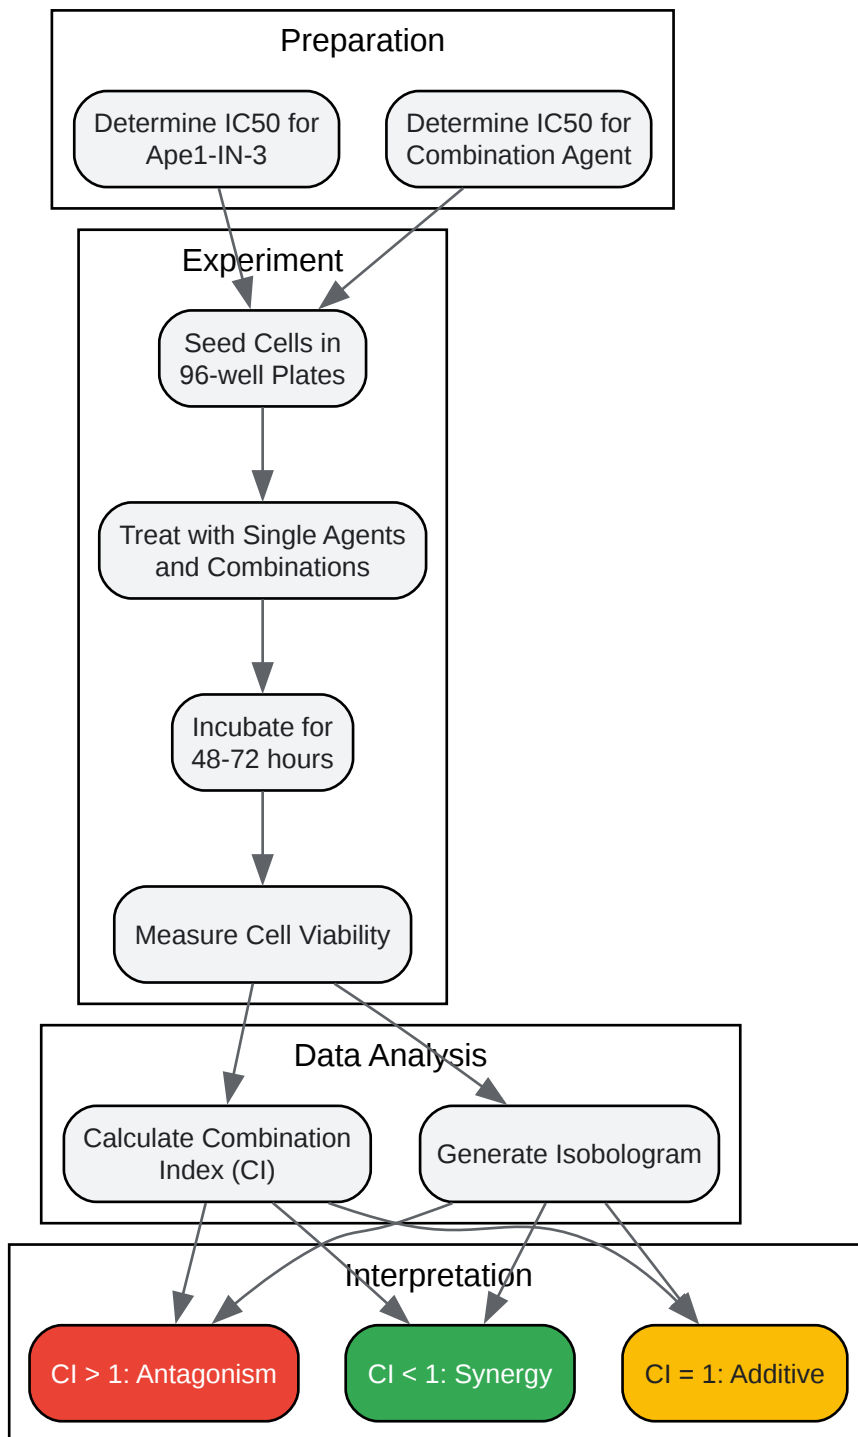 Preparation
Determine IC50 for
Ape1-IN-3
Determine IC50 for
Combination Agent
Experiment
Seed Cells in
96-well Plates
Treat with Single Agents
and Combinations
Incubate for
48-72 hours
Measure Cell Viability
Data Analysis
Calculate Combination
Index (CI)
Generate Isobologram
Interpretation
CI > 1: Antagonism
CI < 1: Synergy
CI = 1: Additive